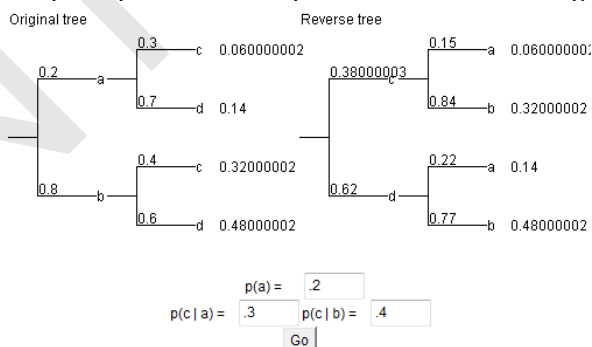 Original tree Reverse tree
0.3 c 0.060000002 0.15 a 0.060000002
0.2 a 0.38000003 c
0.7 d 0.14 0.84 b 0.32000002
0.4 c 0.32000002 0.22 a 0.14
0.8 b 0.62 d
0.6 d 0.48000002 0.77 b 0.48000002
p(a) = .2
p(c | a) = .3 p(c | b) = .4
Go